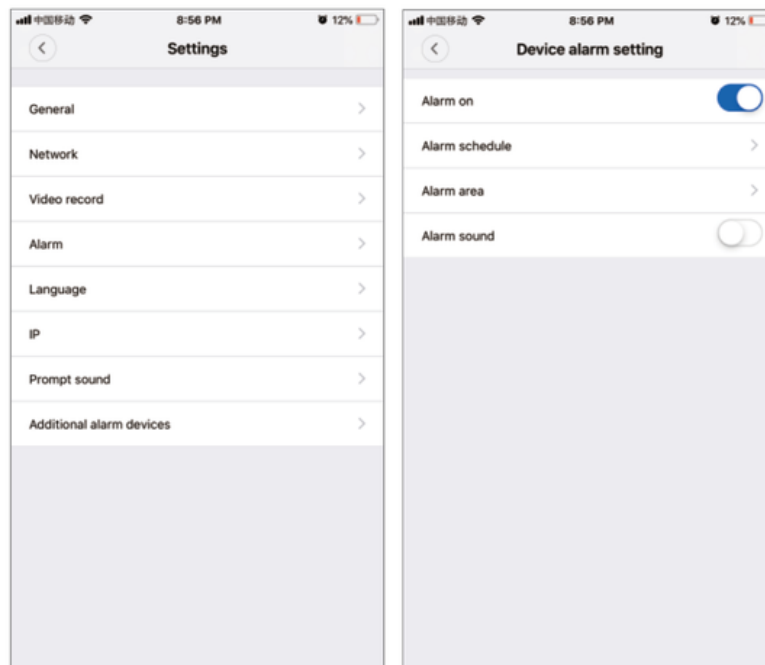 中国移动 8:56 PM 12%
Settings
General
Network
Video record
Alarm
Language
IP
Prompt sound
Additional alarm devices
中国移动 8:56 PM 12%
Device alarm setting
Alarm on
Alarm schedule
Alarm area
Alarm sound